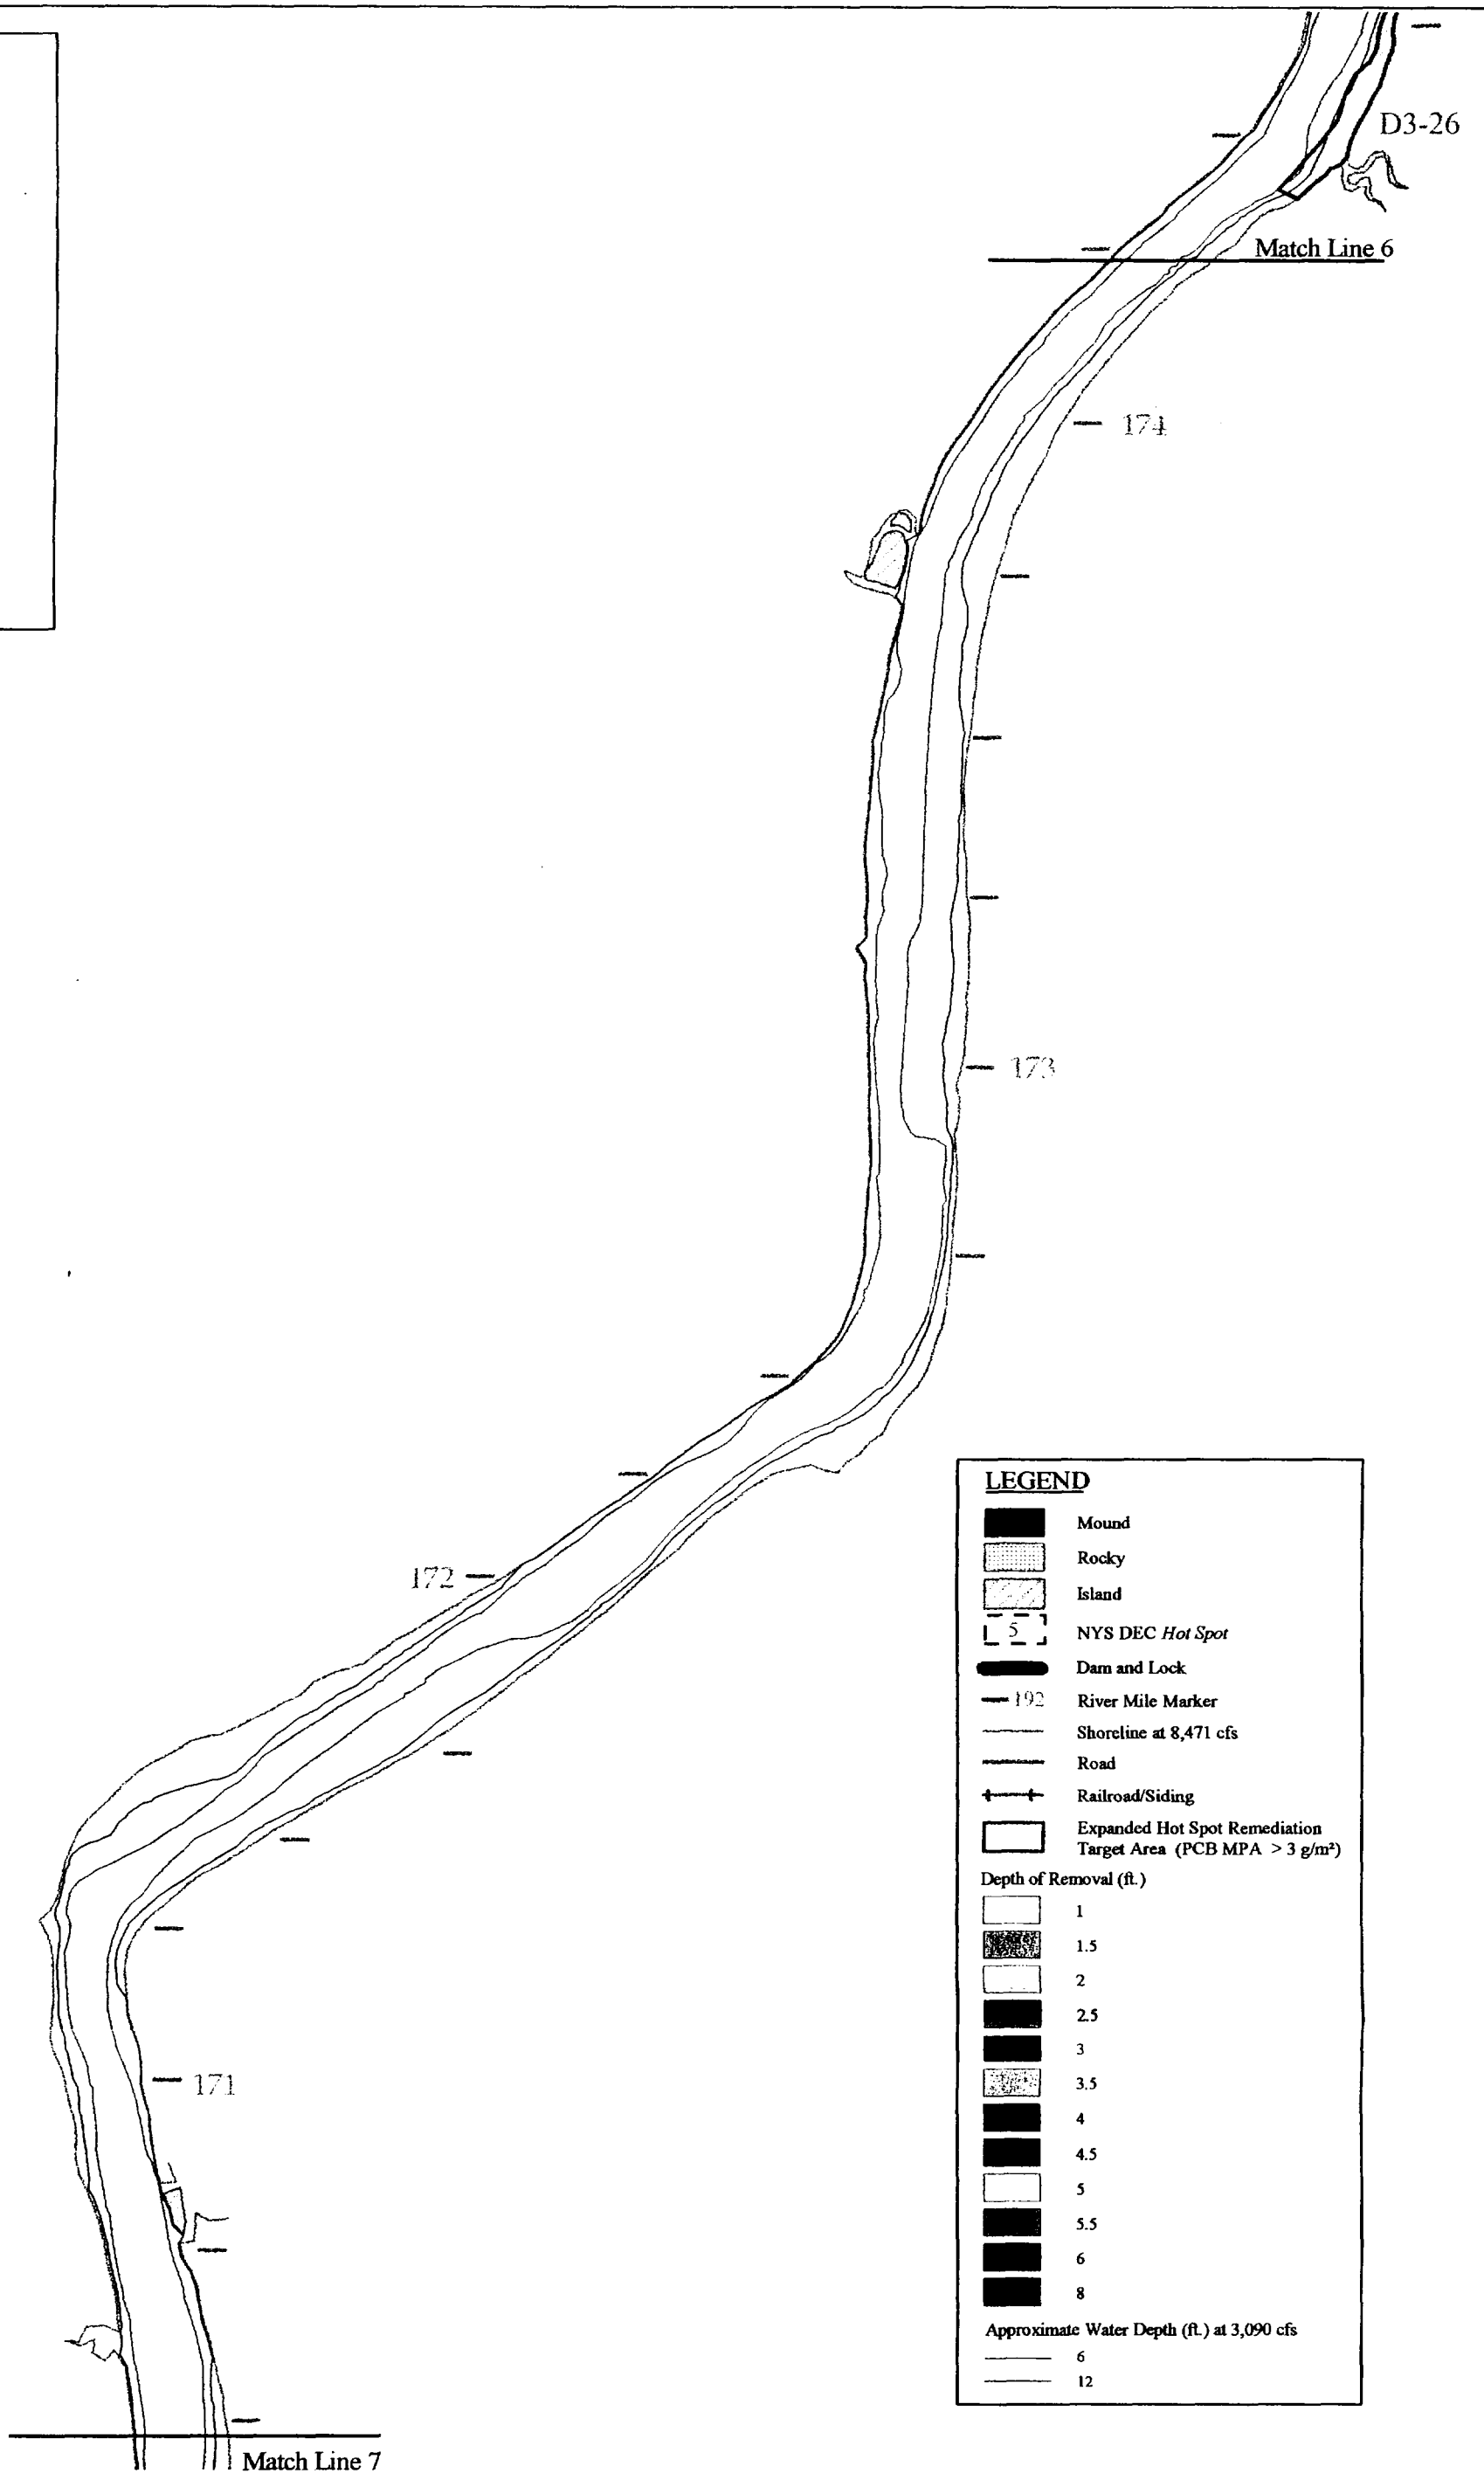 D3-26
Match Line 6
174
173
172
171
Match Line 7
LEGEND
Mound
Rocky
Island
5 NYS DEC Hot Spot
Dam and Lock
192 River Mile Marker
Shoreline at 8,471 cfs
Road
Railroad/Siding
Expanded Hot Spot Remediation
Target Area (PCB MPA > 3 g/m²)
Depth of Removal (ft.)
1
1.5
2
2.5
3
3.5
4
4.5
5
5.5
6
8
Approximate Water Depth (ft.) at 3,090 cfs
6
12